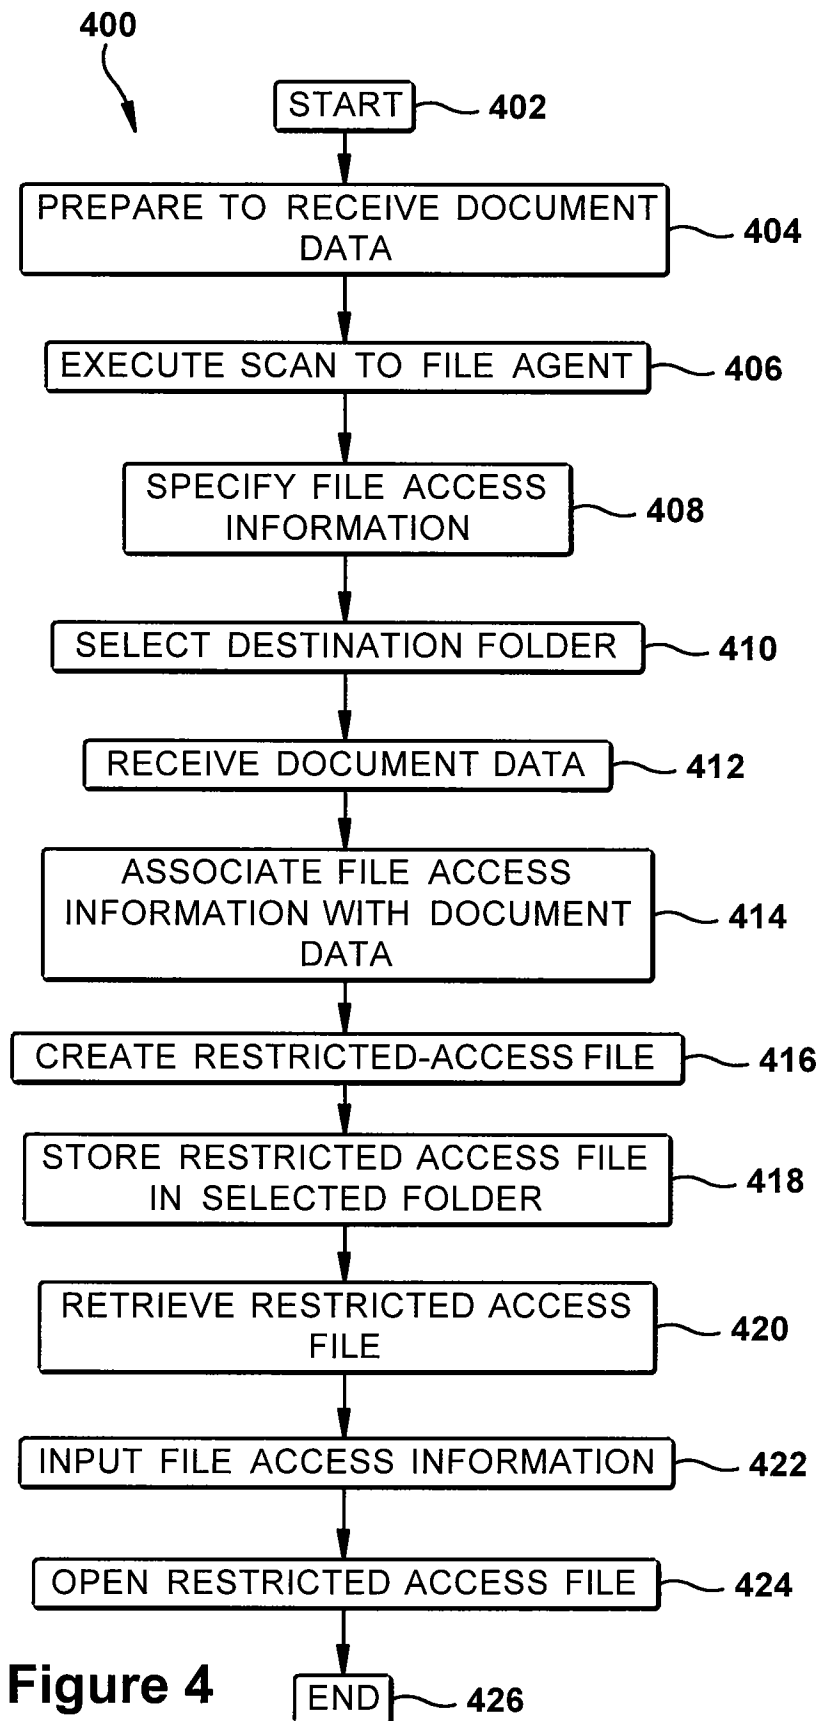 400
START
402
PREPARE TO RECEIVE DOCUMENT
DATA
404
EXECUTE SCAN TO FILE AGENT
406
SPECIFY FILE ACCESS
INFORMATION
408
SELECT DESTINATION FOLDER
410
RECEIVE DOCUMENT DATA
412
ASSOCIATE FILE ACCESS
INFORMATION WITH DOCUMENT
DATA
414
CREATE RESTRICTED-ACCESS FILE
416
STORE RESTRICTED ACCESS FILE
IN SELECTED FOLDER
418
RETRIEVE RESTRICTED ACCESS
FILE
420
INPUT FILE ACCESS INFORMATION
422
OPEN RESTRICTED ACCESS FILE
424
END
426
Figure 4